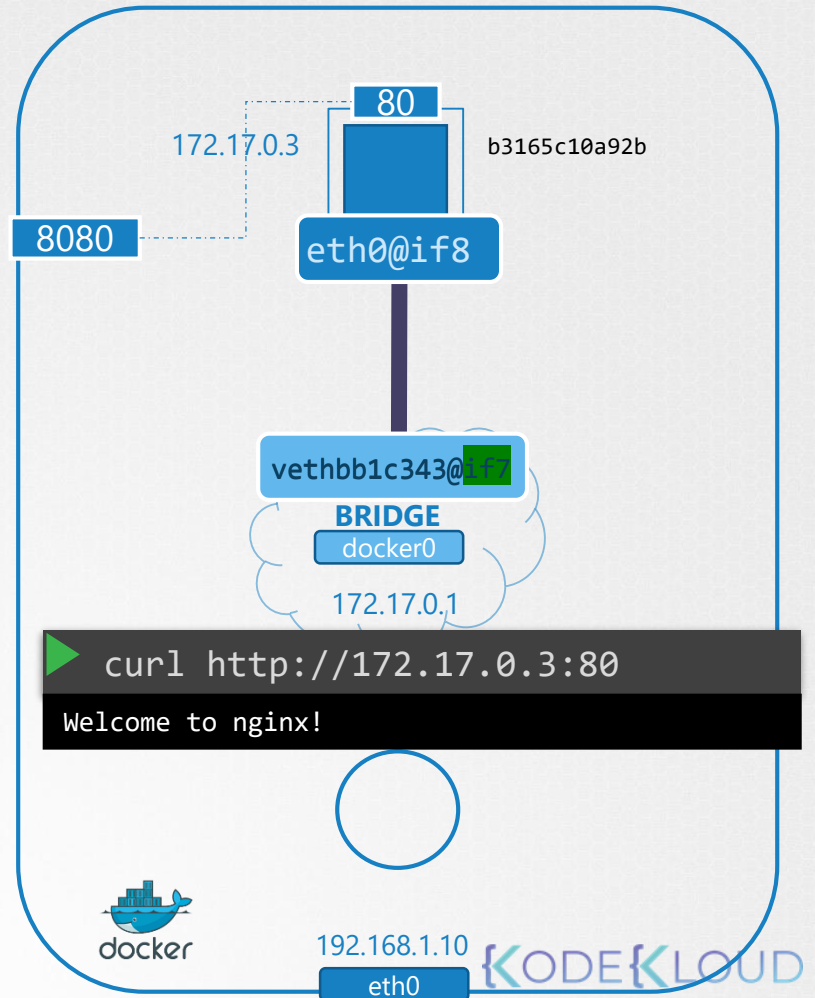 80
172.17.0.3
b3165c10a92b
8080
eth0@if8
vethbb1c343@if7
BRIDGE
docker0
172.17.0.1
curl http://172.17.0.3:80
Welcome to nginx!
docker
192.168.1.10
eth0
KODEKLOUD